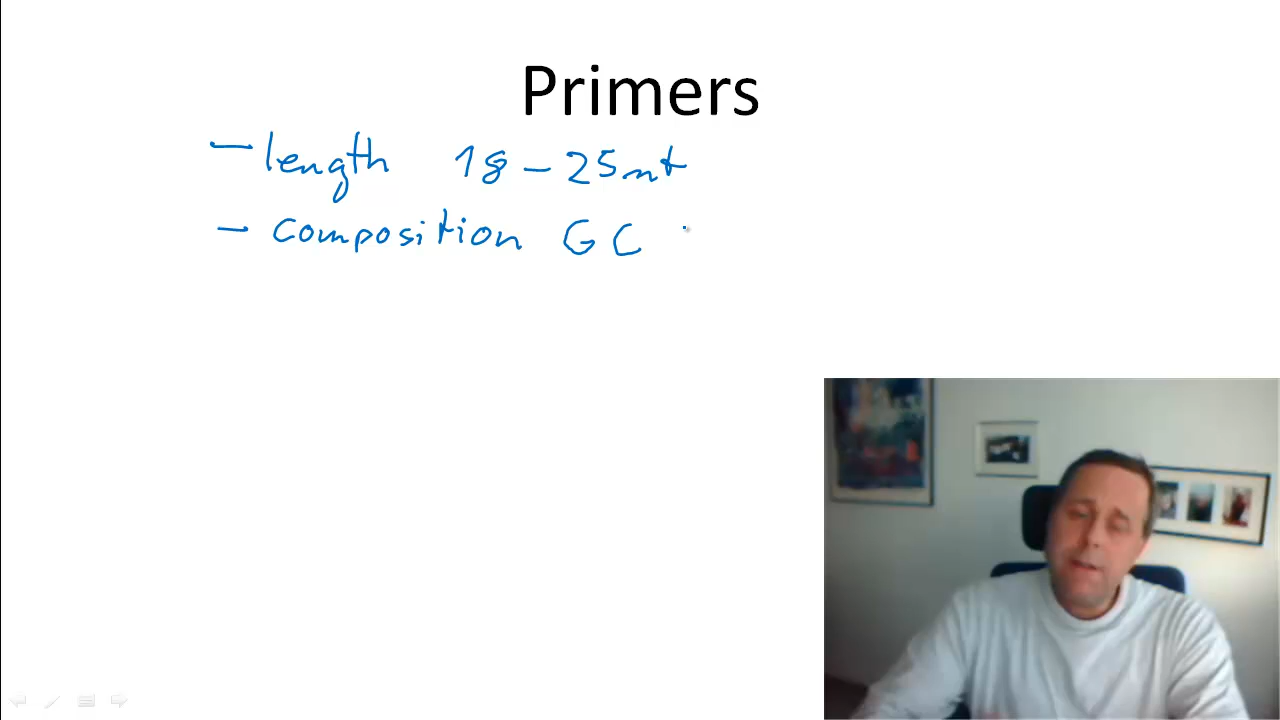 Primers
– length 18 – 25nt
– composition GC